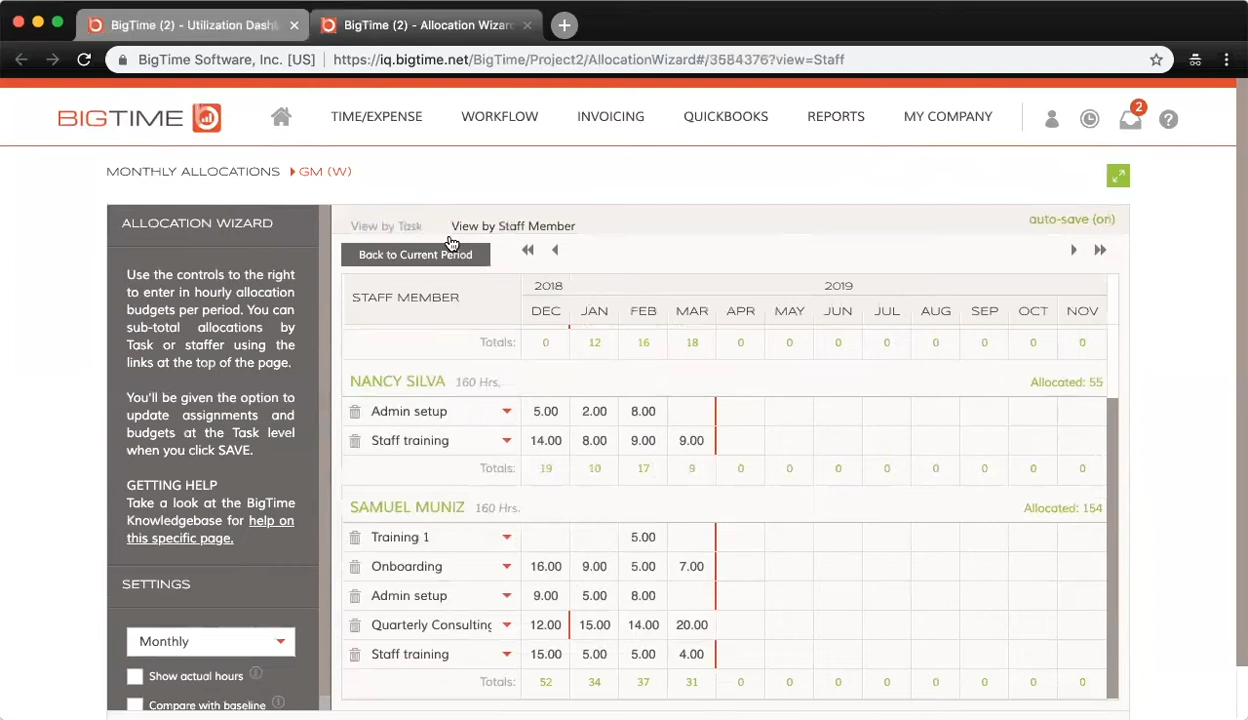 BigTime (2) - Utilization Dash
BigTime (2) - Allocation Wizar
BigTime Software, Inc. [US] https://iq.bigtime.net/BigTime/Project2/AllocationWizard#/3584376?view=Staff
BIGTIME TIME/EXPENSE WORKFLOW INVOICING QUICKBOOKS REPORTS MY COMPANY 2
MONTHLY ALLOCATIONS GM (W)
ALLOCATION WIZARD
Use the controls to the right
to enter in hourly allocation
budgets per period. You can
sub-total allocations by
Task or staffer using the
links at the top of the page.
You'll be given the option to
update assignments and
budgets at the Task level
when you click SAVE.
GETTING HELP
Take a look at the BigTime
Knowledgebase for help on
this specific page.
SETTINGS
Monthly
Show actual hours
Compare with baseline
View by Task View by Staff Member auto-save (on)
Back to Current Period
2018 2019
STAFF MEMBER DEC JAN FEB MAR APR MAY JUN JUL AUG SEP OCT NOV
Totals: 0 12 16 18 0 0 0 0 0 0 0 0
NANCY SILVA 160 Hrs. Allocated: 55
Admin setup 5.00 2.00 8.00
Staff training 14.00 8.00 9.00 9.00
Totals: 19 10 17 9 0 0 0 0 0 0 0 0
SAMUEL MUNIZ 160 Hrs. Allocated: 154
Training 1 5.00
Onboarding 16.00 9.00 5.00 7.00
Admin setup 9.00 5.00 8.00
Quarterly Consulting 12.00 15.00 14.00 20.00
Staff training 15.00 5.00 5.00 4.00
Totals: 52 34 37 31 0 0 0 0 0 0 0 0